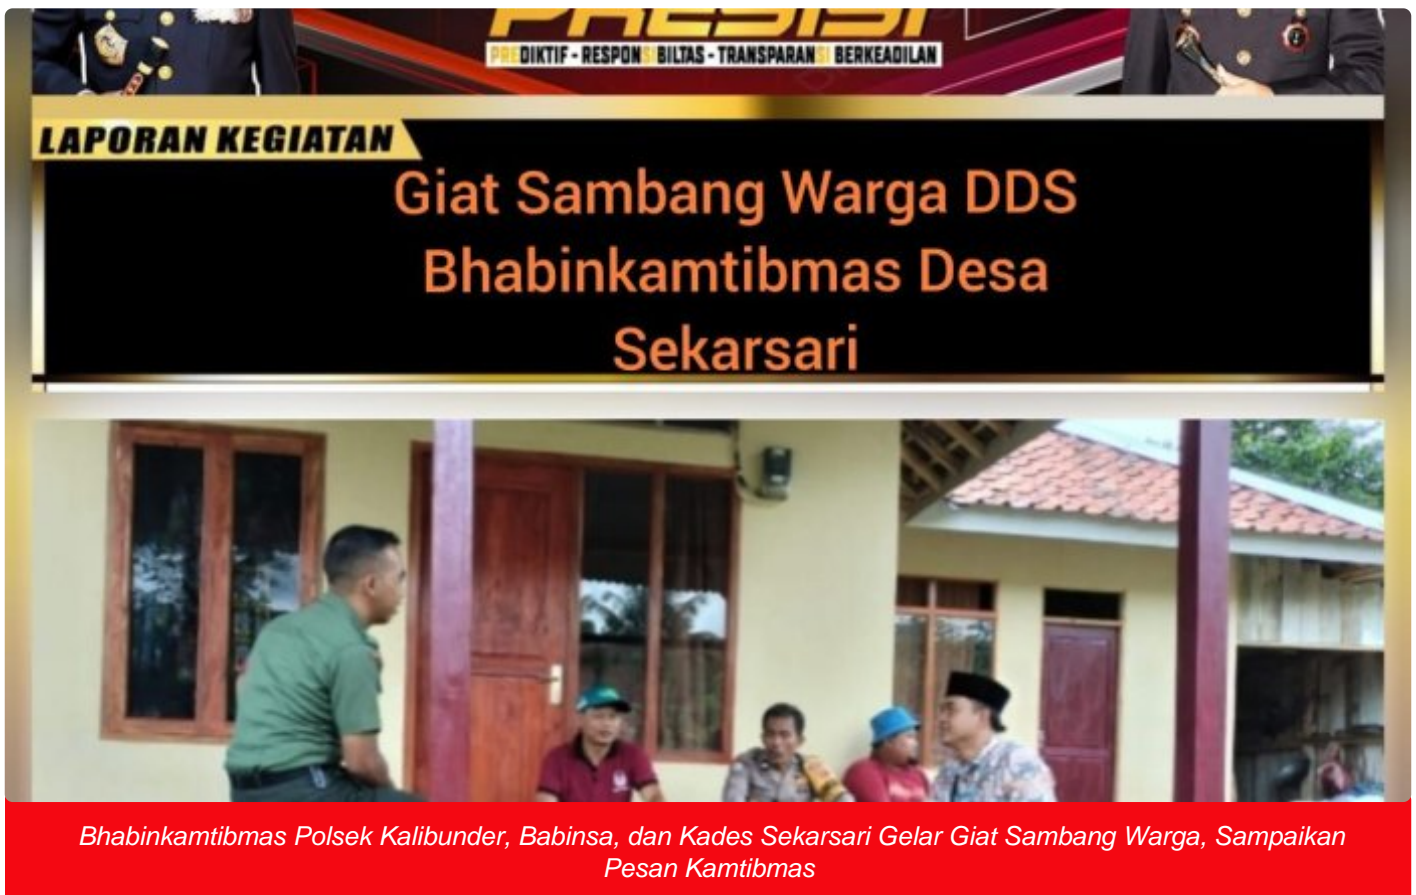 PRESISI
PREDIKTIF - RESPONSIBILTAS - TRANSPARANSI BERKEADILAN
LAPORAN KEGIATAN
Giat Sambang Warga DDS
Bhabinkamtibmas Desa
Sekarsari
Bhabinkamtibmas Polsek Kalibunder, Babinsa, dan Kades Sekarsari Gelar Giat Sambang Warga, Sampaikan
Pesan Kamtibmas